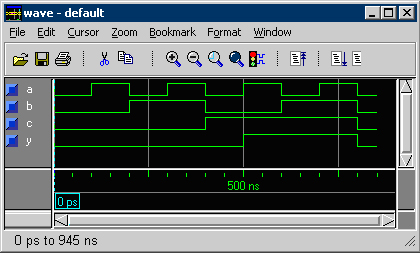 wave - default
File Edit Cursor Zoom Bookmark Format Window
a
b
c
y
500 ns
0 ps
0 ps to 945 ns